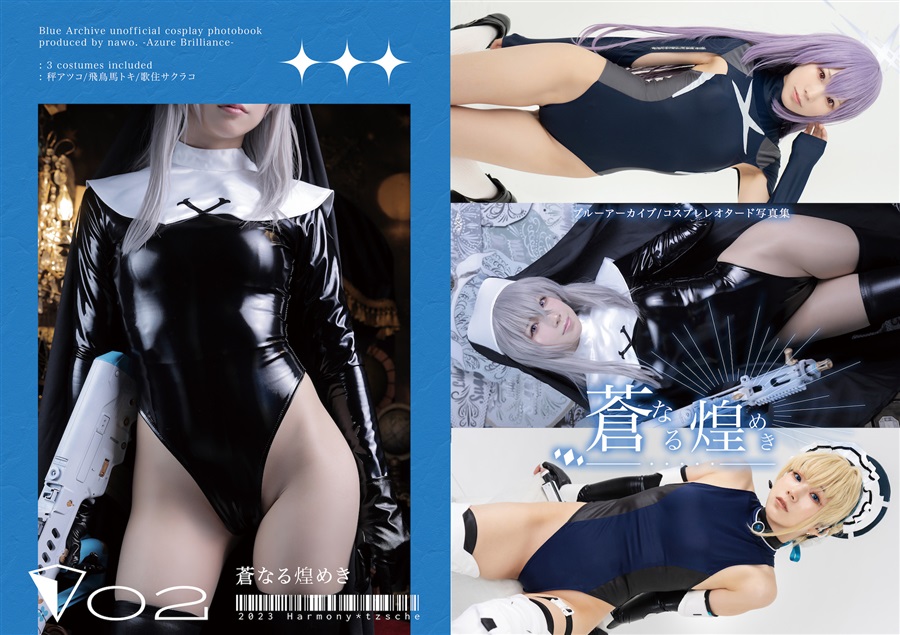 Blue Archive unofficial cosplay photobook
produced by nawo. -Azure Brilliance-
: 3 costumes included
: 秤アツコ/飛鳥馬トキ/歌住サクラコ
02
蒼なる煌めき
2023 Harmony*tzsche
ブルーアーカイブ/コスプレレオタード写真集
蒼なる煌めき